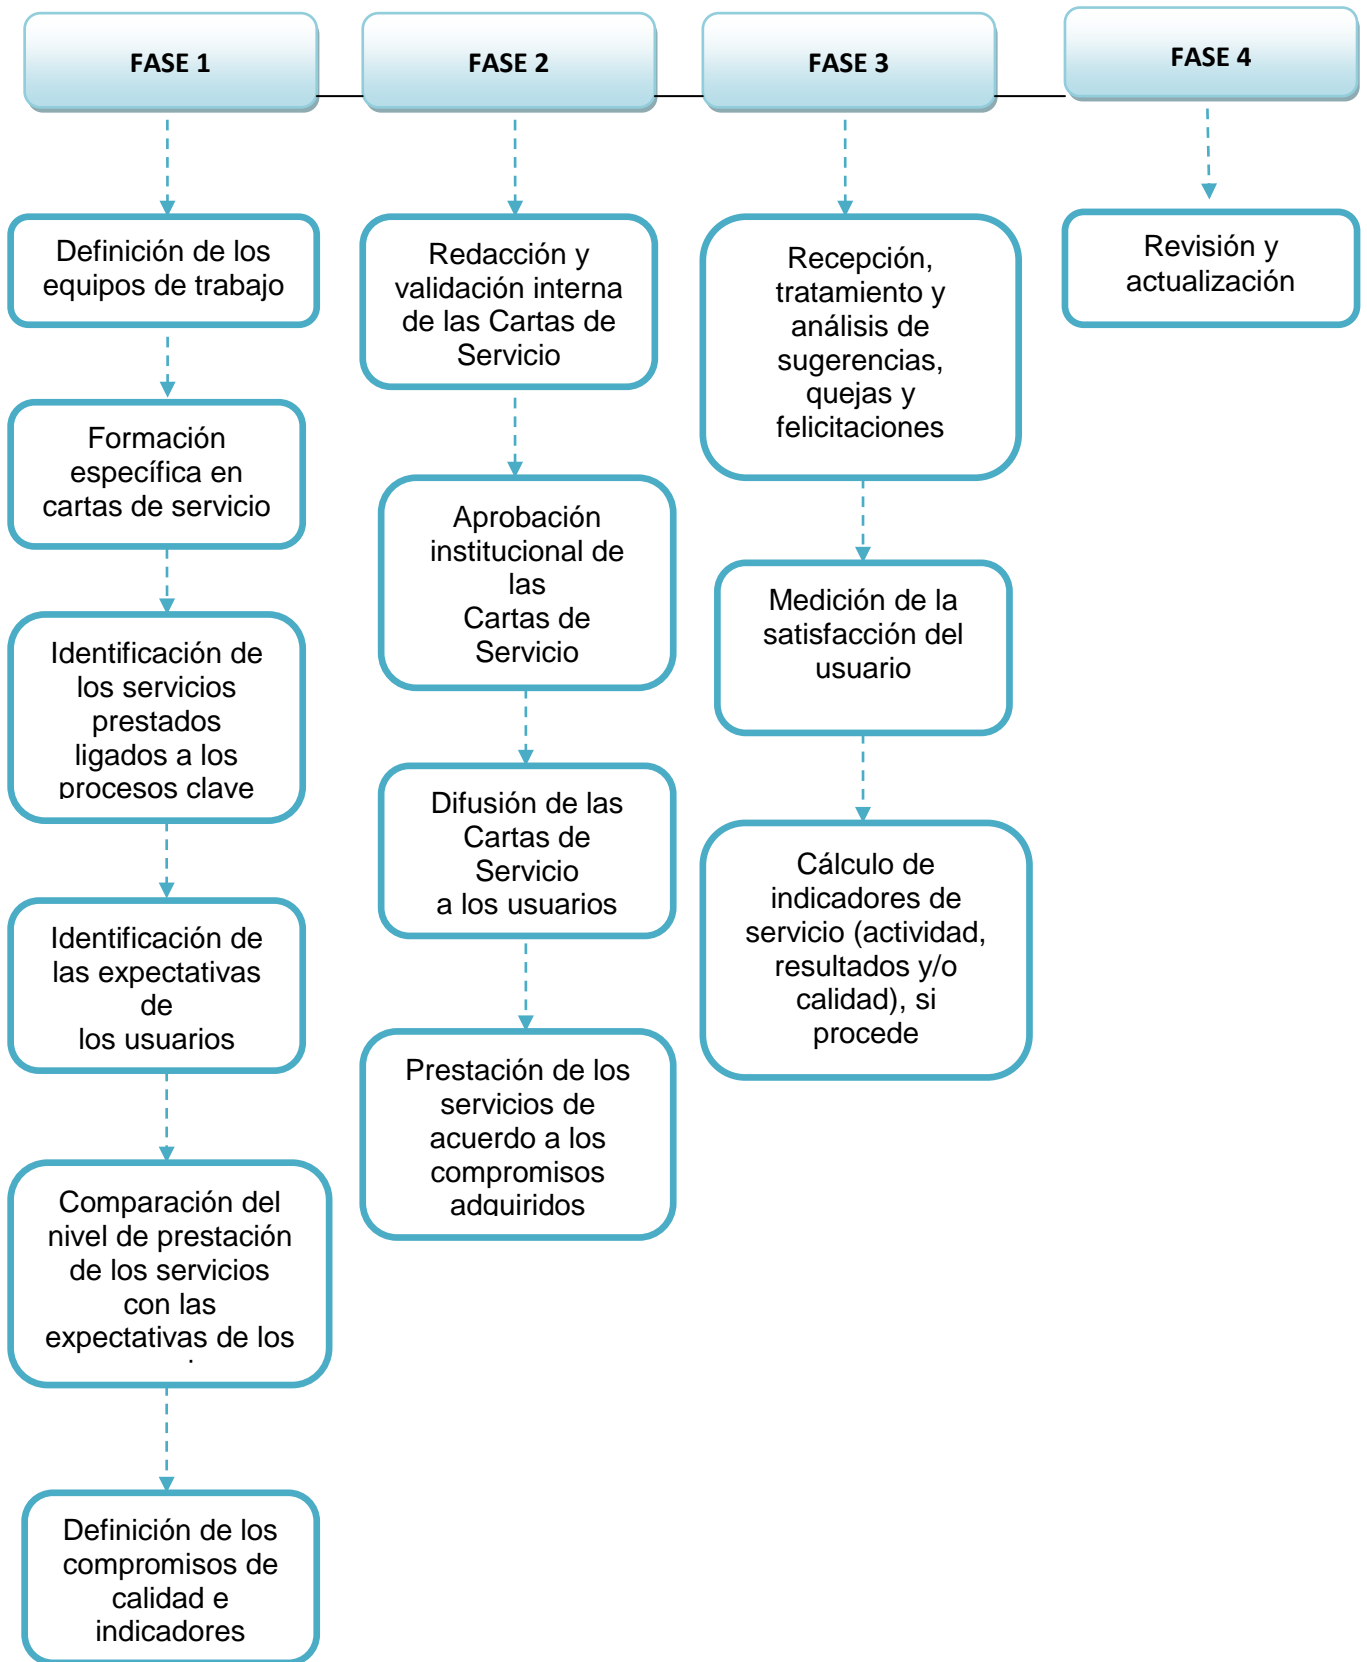 FASE 1
Definición de los
equipos de trabajo
Formación
específica en
cartas de servicio
Identificación de
los servicios
prestados
ligados a los
procesos clave
Identificación de
las expectativas
de
los usuarios
Comparación del
nivel de prestación
de los servicios
con las
expectativas de los
Definición de los
compromisos de
calidad e
indicadores
FASE 2
Redacción y
validación interna
de las Cartas de
Servicio
Aprobación
institucional de
las
Cartas de
Servicio
Difusión de las
Cartas de
Servicio
a los usuarios
Prestación de los
servicios de
acuerdo a los
compromisos
adquiridos
FASE 3
Recepción,
tratamiento y
análisis de
sugerencias,
quejas y
felicitaciones
Medición de la
satisfacción del
usuario
Cálculo de
indicadores de
servicio (actividad,
resultados y/o
calidad), si
procede
FASE 4
Revisión y
actualización